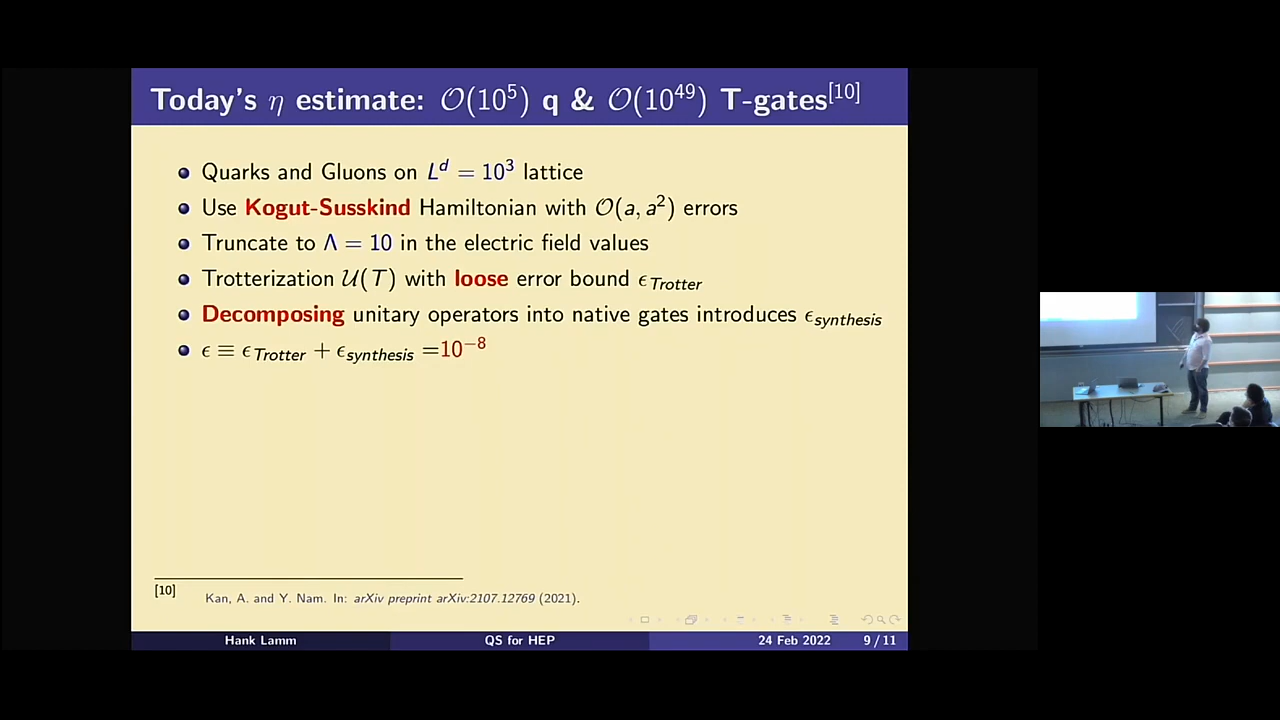 Today's η estimate: 𝒪(10⁵) q & 𝒪(10⁴⁹) T-gates[10]
Quarks and Gluons on Lᵈ = 10³ lattice
Use Kogut-Susskind Hamiltonian with 𝒪(a, a²) errors
Truncate to Λ = 10 in the electric field values
Trotterization 𝒰(T) with loose error bound ϵ_Trotter
Decomposing unitary operators into native gates introduces ϵ_synthesis
ϵ ≡ ϵ_Trotter + ϵ_synthesis =10⁻⁸
[10] Kan, A. and Y. Nam. In: arXiv preprint arXiv:2107.12769 (2021).
Hank Lamm QS for HEP 24 Feb 2022 9 / 11